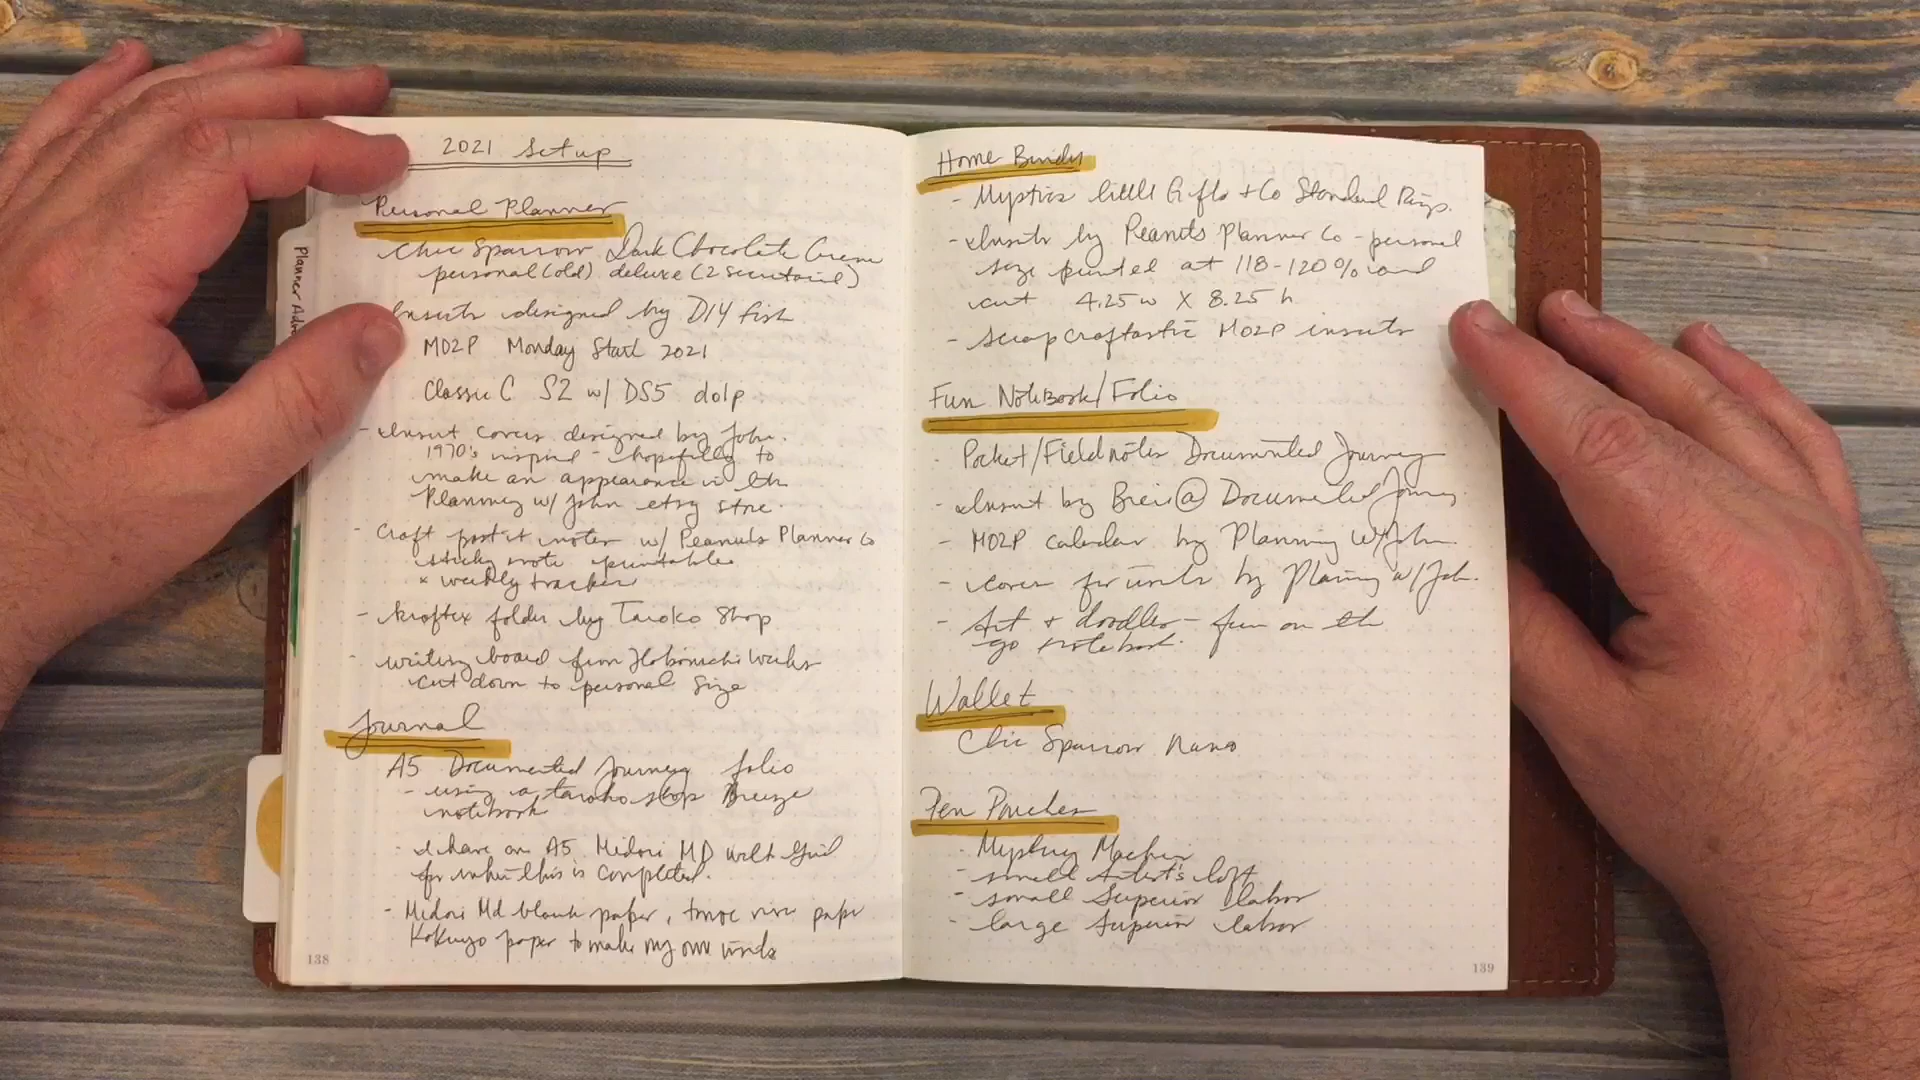 2021 Setup
Personal Planner
Chic Sparrow Dark Chocolate Creme
personal (old) deluxe (2 secretarial)
Inserts designed by DIY fish
MO2P Monday Start 2021
Classic C S2 w/ DS5 do1p
- Insert covers designed by John.
1970's inspired - hopefully to
make an appearance in the
Planning w/ John etsy store.
- Craft post it notes w/ Peanuts Planner Co
sticky note printables
* weekly tracker
- kraftex folder by Taroko Shop
- writing board from Hobonichi Weeks
cut down to personal size
Journal
A5 Documented Journey folio
- using a taroko shop Breeze
notebook
- I have an A5 Midori MD with Grid
for when this is completed.
- Midori Md blank paper, tomoe river paper
Kokuyo paper to make my own inserts
138
Planner Ad
Home Binder
- Mystics little Gifts + Co Standard Rings.
- Inserts by Peanuts Planner Co - personal
size printed at 118-120% and
cut 4.25 w X 8.25 h
- scrapcraftastic MO2P inserts
Fun Notebook/Folio
- Pocket/Fieldnotes Documented Journey
- Insert by @ Documented Journey
- MO2P calendar by Planning w/ John.
- cover for inserts by Planning w/ John.
- Art + doodles - fun on the
go notebook.
Wallet
Chic Sparrow Nano
Pen Pouches
- Mystery Machine
- small Artist's loft
- small Superior labor
- large Superior labor
139